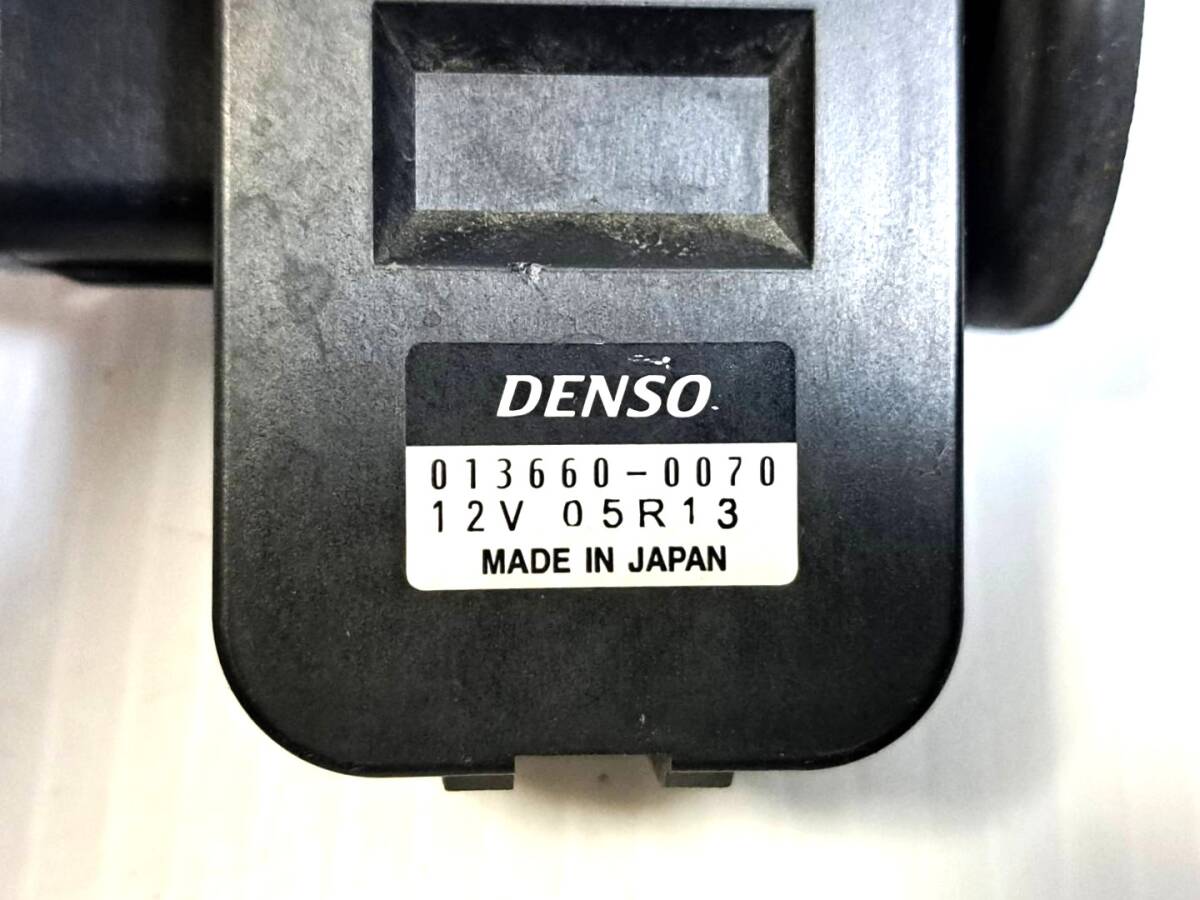 DENSO
013660-0070
12V 05R13
MADE IN JAPAN